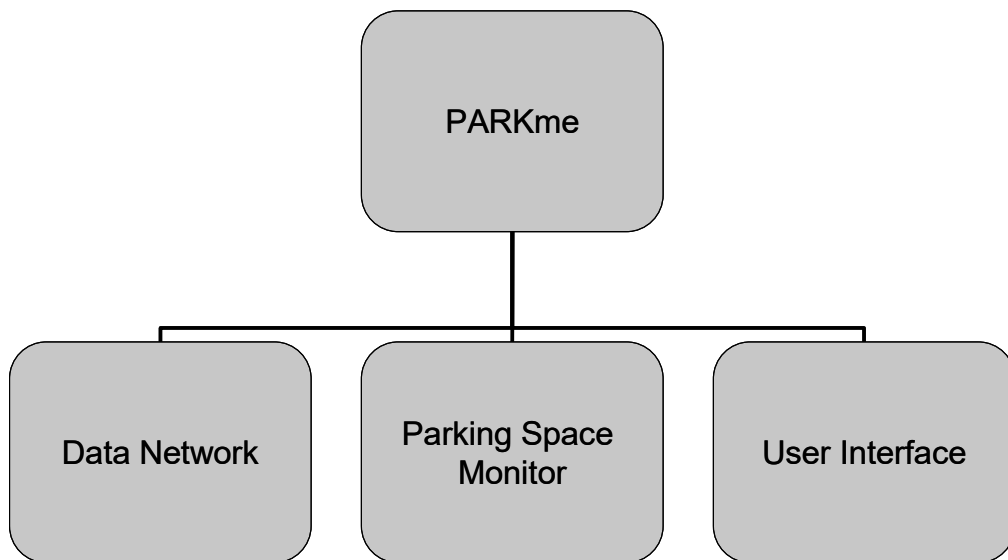 PARKme
Data Network
Parking Space
Monitor
User Interface